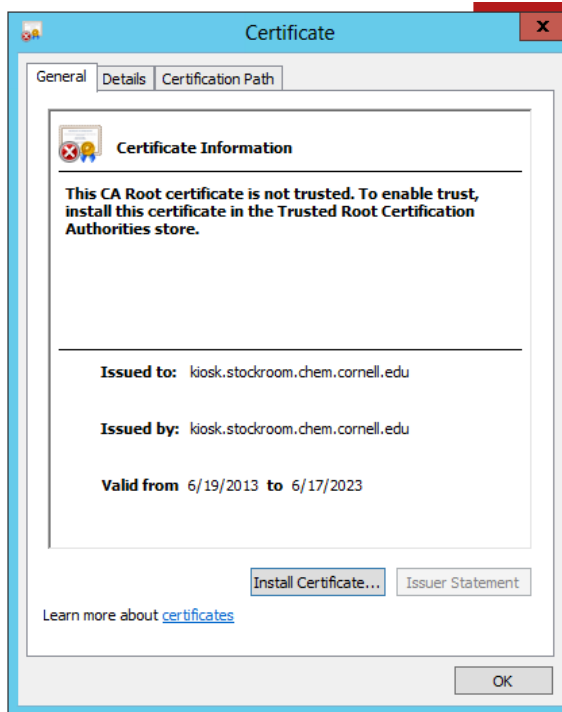 Certificate
x
General Details Certification Path
Certificate Information
This CA Root certificate is not trusted. To enable trust,
install this certificate in the Trusted Root Certification
Authorities store.
Issued to: kiosk.stockroom.chem.cornell.edu
Issued by: kiosk.stockroom.chem.cornell.edu
Valid from 6/19/2013 to 6/17/2023
Install Certificate... Issuer Statement
Learn more about certificates
OK